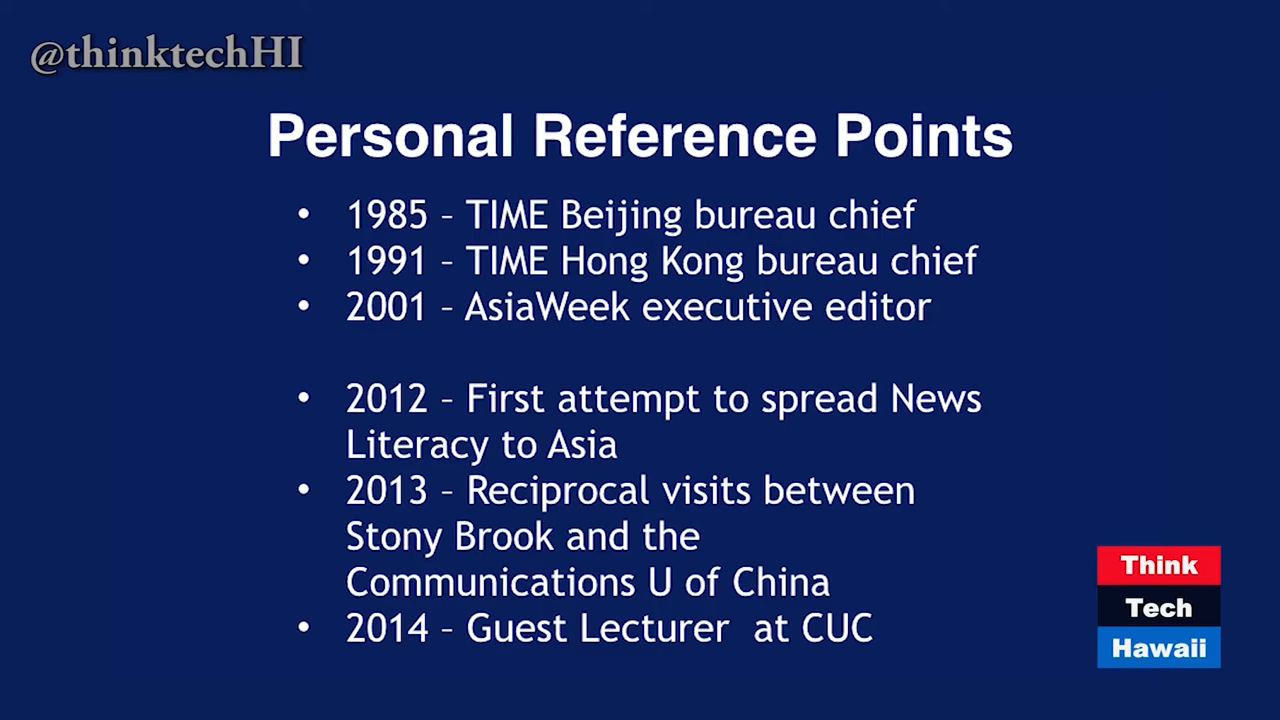 @thinktechHI
Personal Reference Points
• 1985 – TIME Beijing bureau chief
• 1991 – TIME Hong Kong bureau chief
• 2001 – AsiaWeek executive editor
• 2012 – First attempt to spread News
Literacy to Asia
• 2013 – Reciprocal visits between
Stony Brook and the
Communications U of China
• 2014 – Guest Lecturer  at CUC
Think
Tech
Hawaii